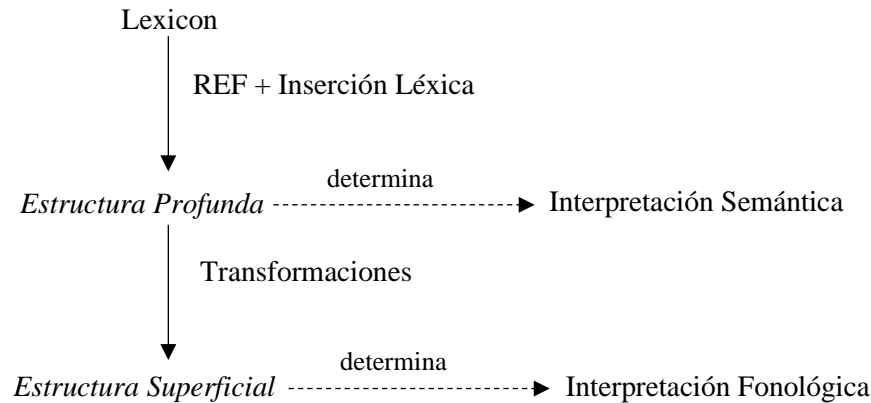 Lexicon
REF + Inserción Léxica
determina
Estructura Profunda Interpretación Semántica
Transformaciones
determina
Estructura Superficial Interpretación Fonológica